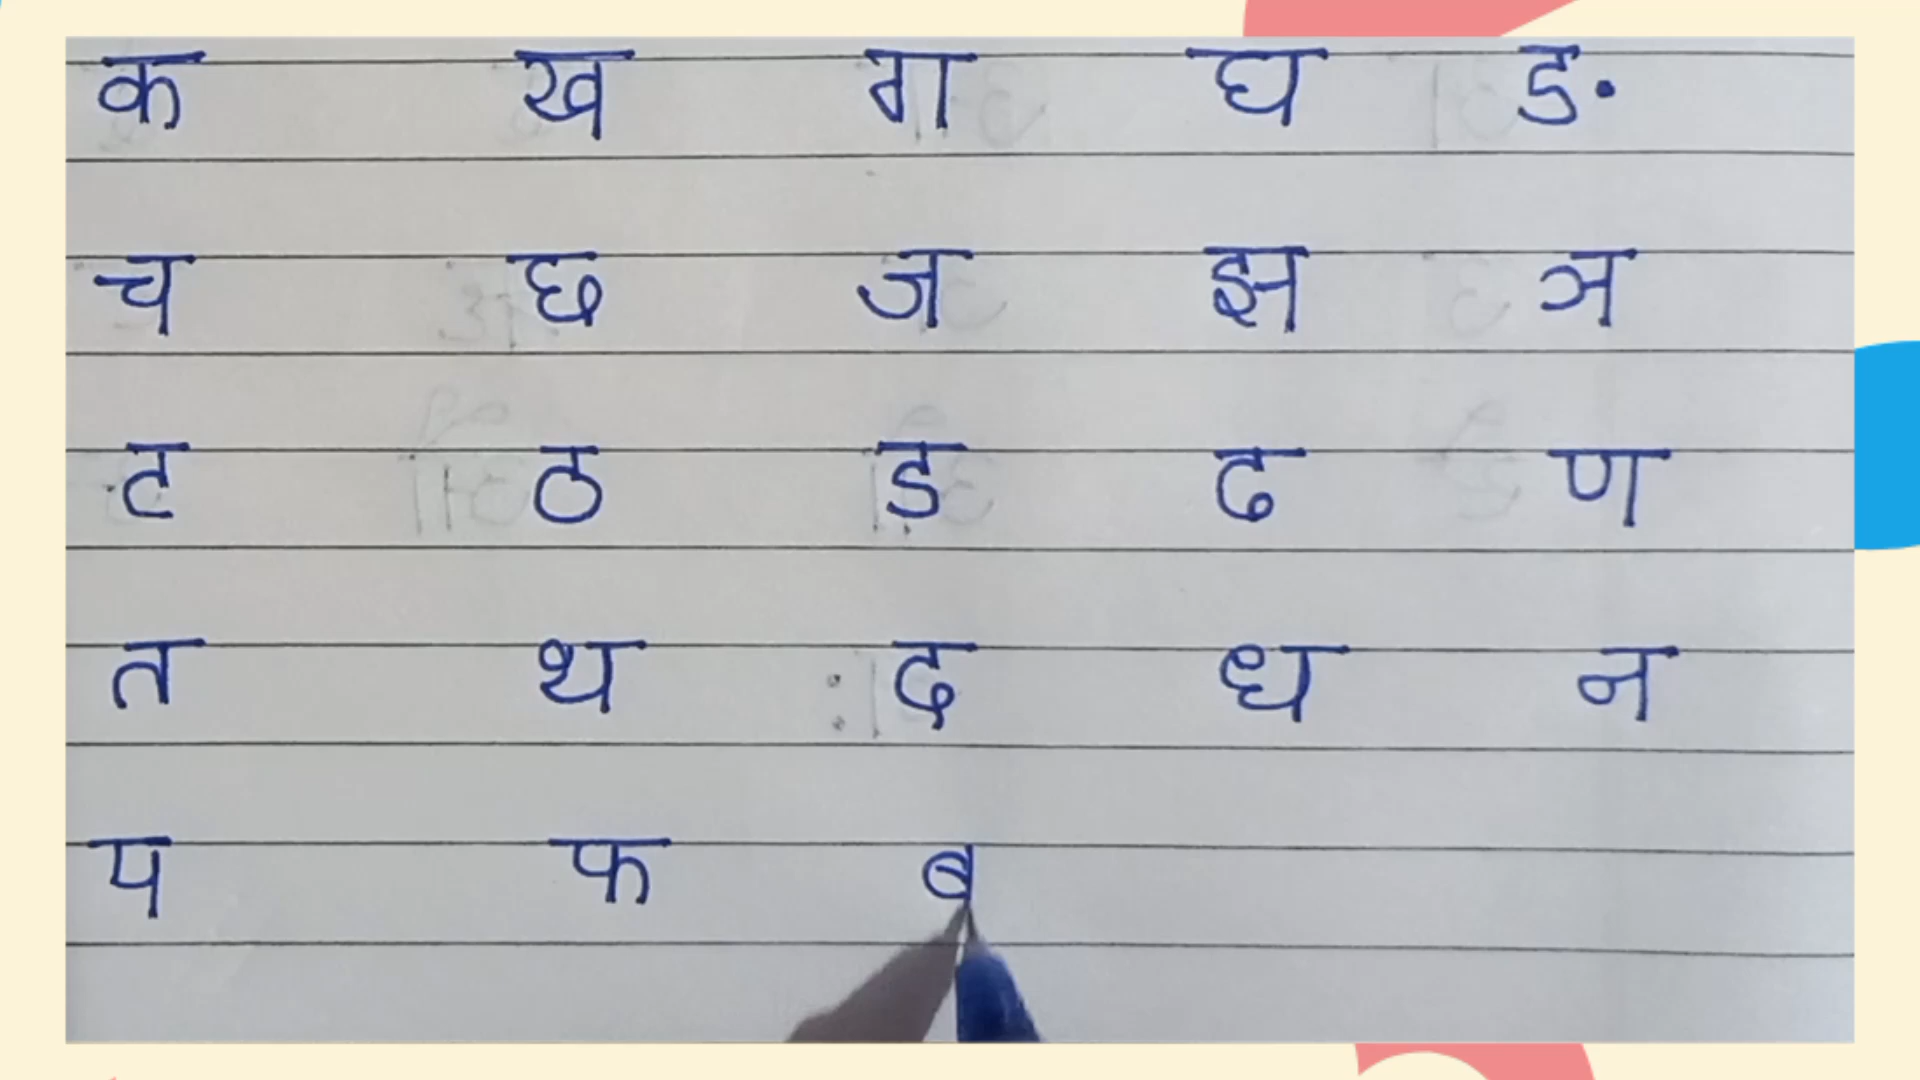 क ख ग घ ङ
च छ ज झ ञ
ट ठ ड ढ ण
त थ द ध न
प फ ब